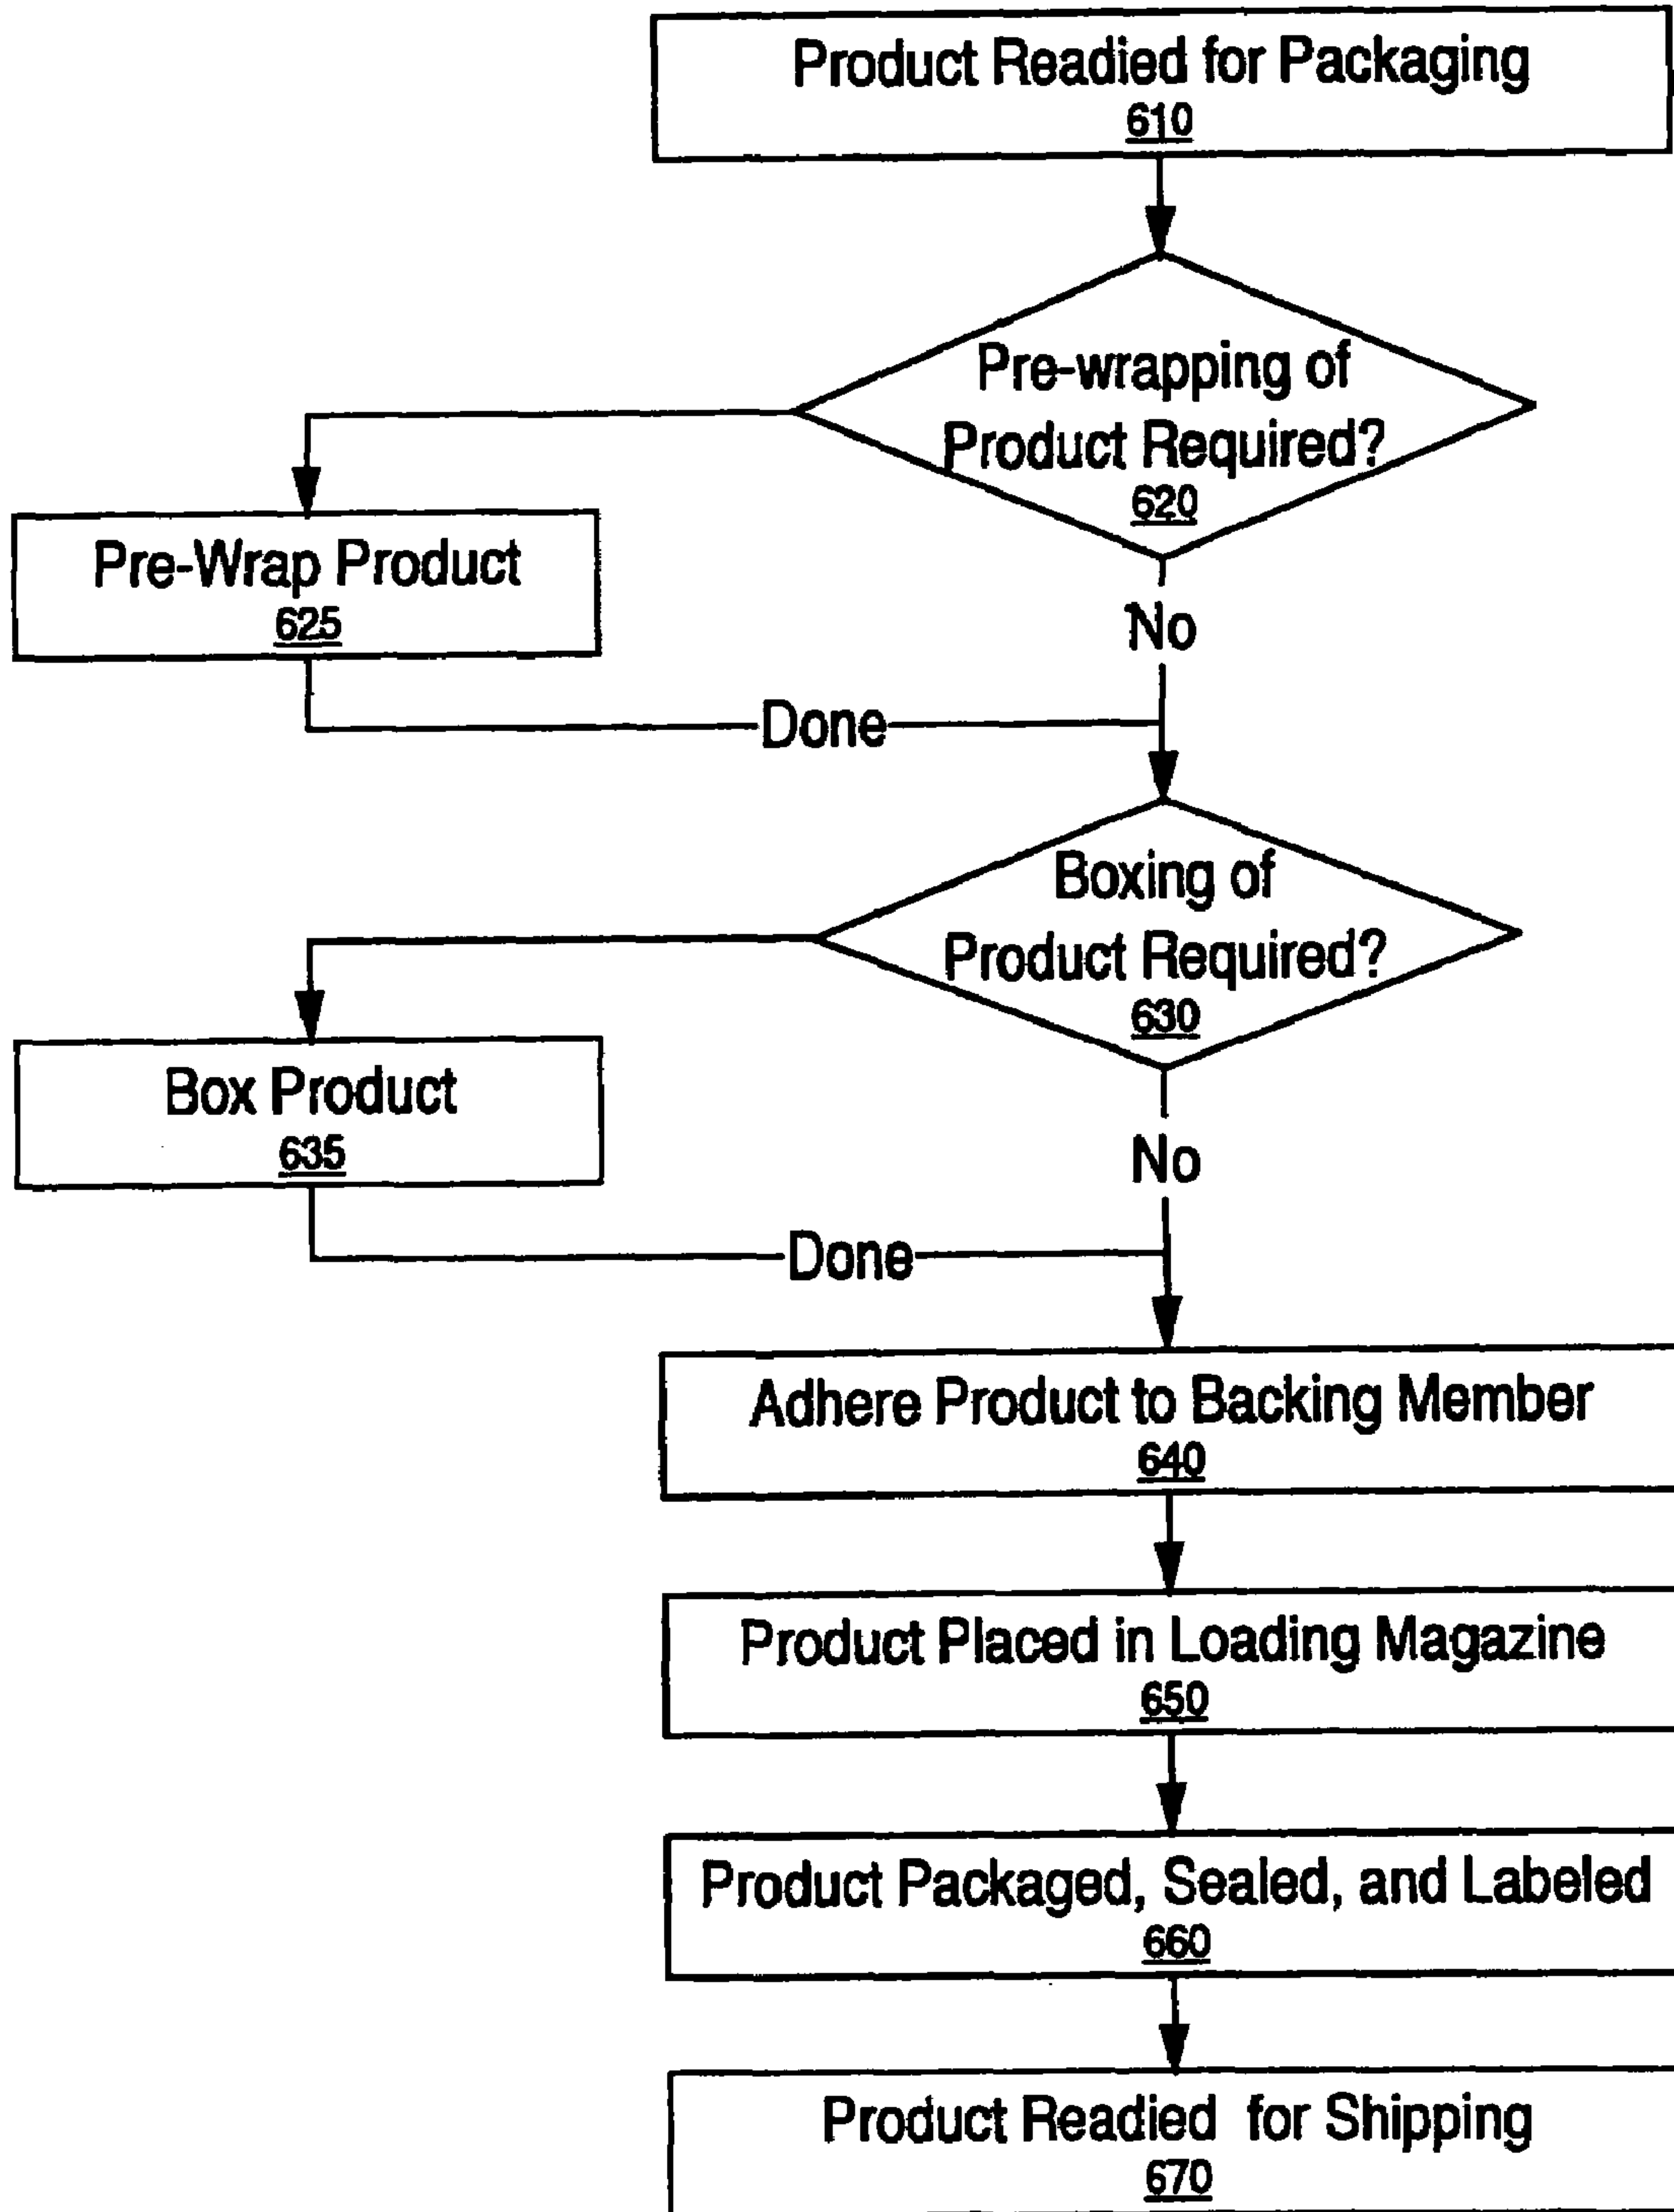 Product Readied for Packaging
610
Pre-wrapping of
Product Required?
620
Pre-Wrap Product
625
No
Done
Boxing of
Product Required?
630
Box Product
635
No
Done
Adhere Product to Backing Member
640
Product Placed in Loading Magazine
650
Product Packaged, Sealed, and Labeled
660
Product Readied for Shipping
670